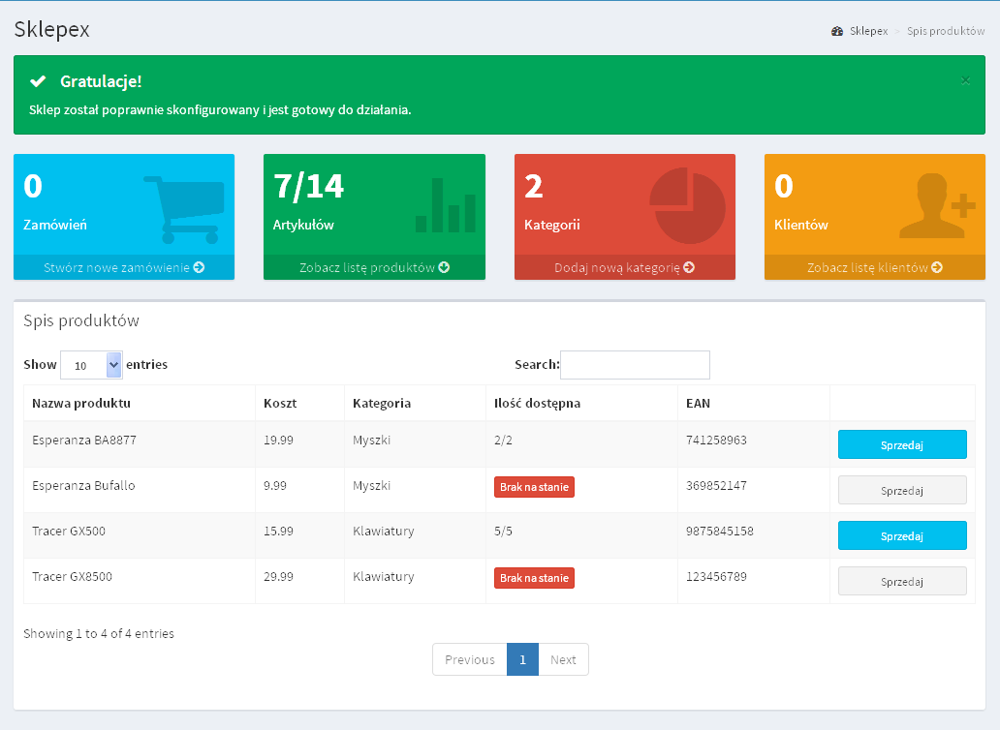 Sklepex
Sklepex > Spis produktów
Gratulacje!
×
Sklep został poprawnie skonfigurowany i jest gotowy do działania.
0
Zamówień
Stwórz nowe zamówienie
7/14
Artykułów
Zobacz listę produktów
2
Kategorii
Dodaj nową kategorię
0
Klientów
Zobacz listę klientów
Spis produktów
Show 10 entries
Search:
Nazwa produktu Koszt Kategoria Ilość dostępna EAN
Esperanza BA8877 19.99 Myszki 2/2 741258963 Sprzedaj
Esperanza Bufallo 9.99 Myszki Brak na stanie 369852147 Sprzedaj
Tracer GX500 15.99 Klawiatury 5/5 9875845158 Sprzedaj
Tracer GX8500 29.99 Klawiatury Brak na stanie 123456789 Sprzedaj
Showing 1 to 4 of 4 entries
Previous 1 Next